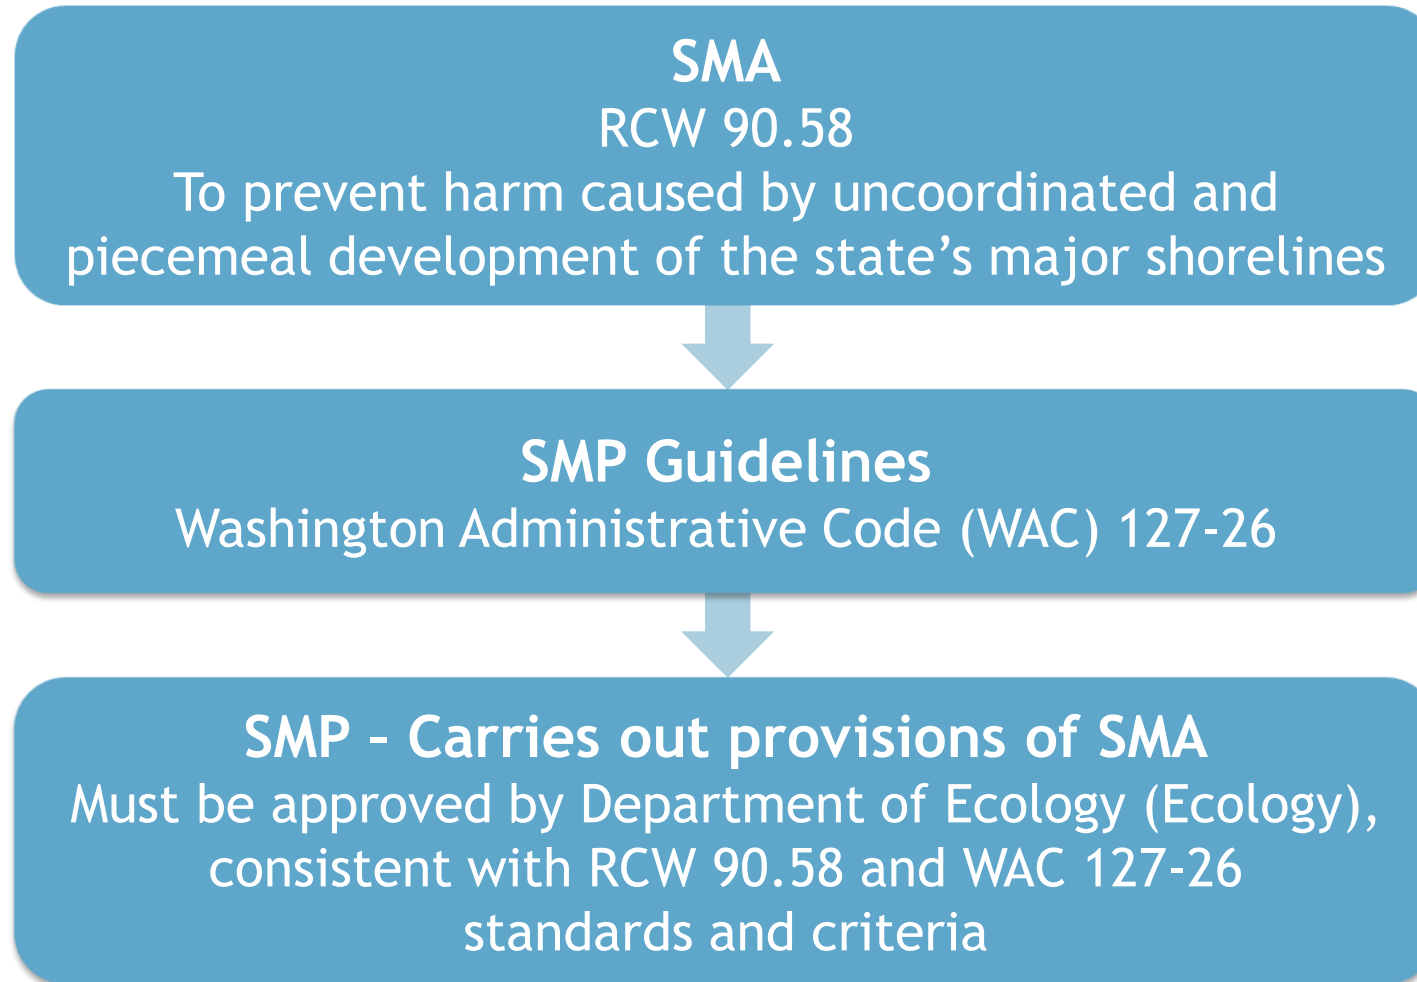 SMA
RCW 90.58
To prevent harm caused by uncoordinated and
piecemeal development of the state’s major shorelines
SMP Guidelines
Washington Administrative Code (WAC) 127-26
SMP – Carries out provisions of SMA
Must be approved by Department of Ecology (Ecology),
consistent with RCW 90.58 and WAC 127-26
standards and criteria